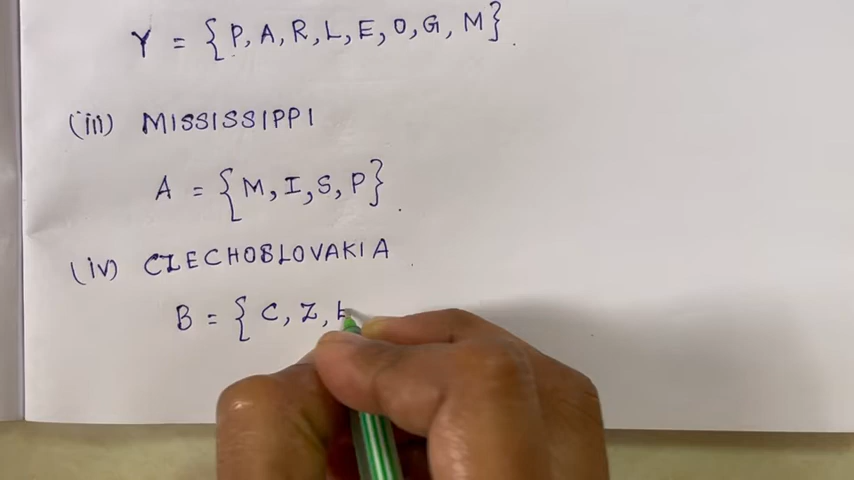 Y = {P, A, R, L, E, O, G, M}.
(iii) MISSISSIPPI
A = {M, I, S, P}.
(iv) CZECHOSLOVAKIA
B = { C, Z, E